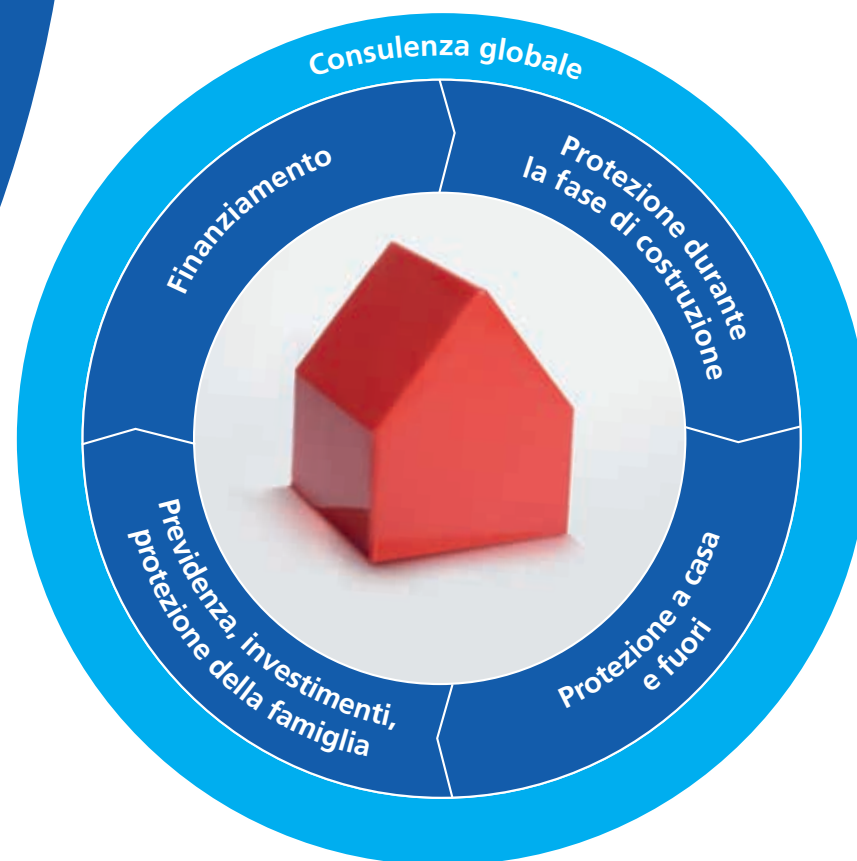 Consulenza globale
Finanziamento
Protezione durante
la fase di costruzione
Protezione a casa
e fuori
Previdenza, investimenti,
protezione della famiglia